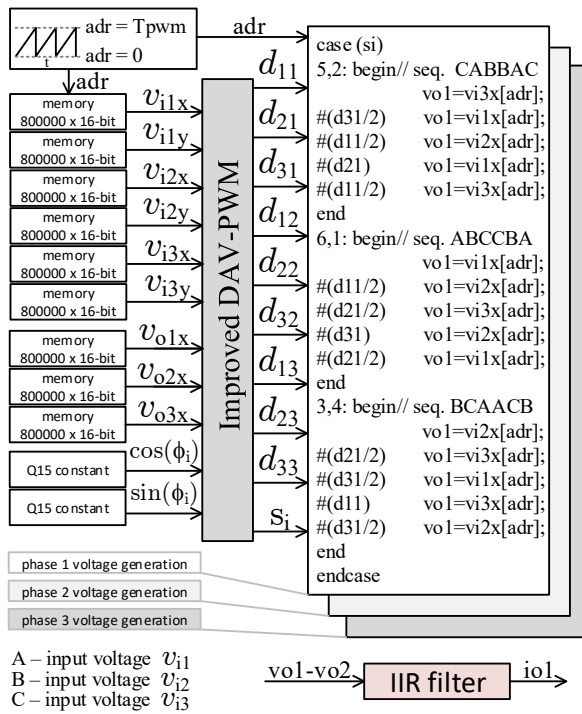 adr = Tpwm
adr = 0
t
adr
adr
memory
800000 x 16-bit
memory
800000 x 16-bit
memory
800000 x 16-bit
memory
800000 x 16-bit
memory
800000 x 16-bit
memory
800000 x 16-bit
memory
800000 x 16-bit
memory
800000 x 16-bit
memory
800000 x 16-bit
Q15 constant
Q15 constant
vi1x
vi1y
vi2x
vi2y
vi3x
vi3y
vo1x
vo2x
vo3x
cos(ϕi)
sin(ϕi)
Improved DAV-PWM
d11
d21
d31
d12
d22
d32
d13
d23
d33
si
case (si)
5,2: begin// seq. CABBAC
vo1=vi3x[adr];
#(d31/2) vo1=vi1x[adr];
#(d11/2) vo1=vi2x[adr];
#(d21) vo1=vi1x[adr];
#(d11/2) vo1=vi3x[adr];
end
6,1: begin// seq. ABCCBA
vo1=vi1x[adr];
#(d11/2) vo1=vi2x[adr];
#(d21/2) vo1=vi3x[adr];
#(d31) vo1=vi2x[adr];
#(d21/2) vo1=vi1x[adr];
end
3,4: begin// seq. BCAACB
vo1=vi2x[adr];
#(d21/2) vo1=vi3x[adr];
#(d31/2) vo1=vi1x[adr];
#(d11) vo1=vi3x[adr];
#(d31/2) vo1=vi2x[adr];
end
endcase
phase 1 voltage generation
phase 2 voltage generation
phase 3 voltage generation
A – input voltage vi1
B – input voltage vi2
C – input voltage vi3
vo1-vo2
IIR filter
io1